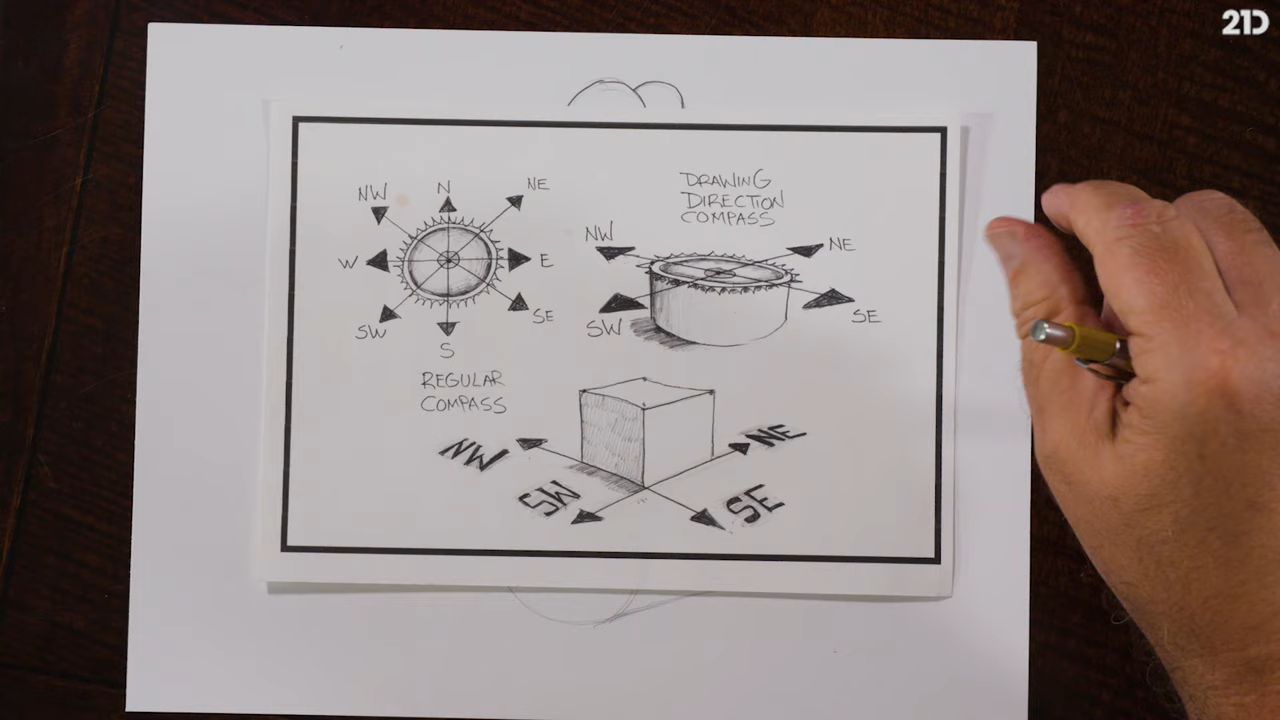 21D
NW
N
NE
W
E
SW
S
SE
REGULAR
COMPASS
DRAWING
DIRECTION
COMPASS
NW
NE
SW
SE
NW
NE
SW
SE